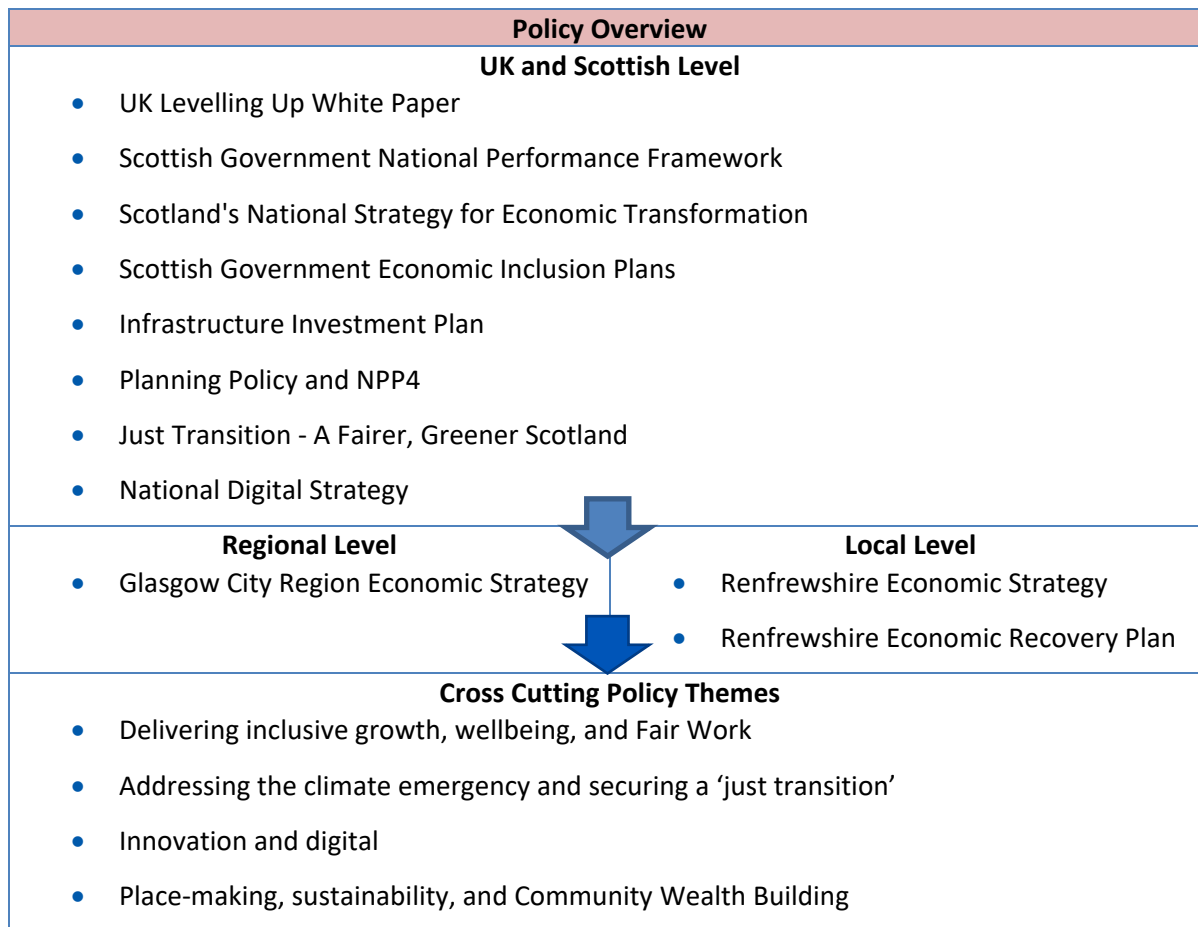 Policy Overview
UK and Scottish Level
• UK Levelling Up White Paper
• Scottish Government National Performance Framework
• Scotland's National Strategy for Economic Transformation
• Scottish Government Economic Inclusion Plans
• Infrastructure Investment Plan
• Planning Policy and NPP4
• Just Transition - A Fairer, Greener Scotland
• National Digital Strategy
Regional Level
• Glasgow City Region Economic Strategy
Local Level
• Renfrewshire Economic Strategy
• Renfrewshire Economic Recovery Plan
Cross Cutting Policy Themes
• Delivering inclusive growth, wellbeing, and Fair Work
• Addressing the climate emergency and securing a ‘just transition’
• Innovation and digital
• Place-making, sustainability, and Community Wealth Building